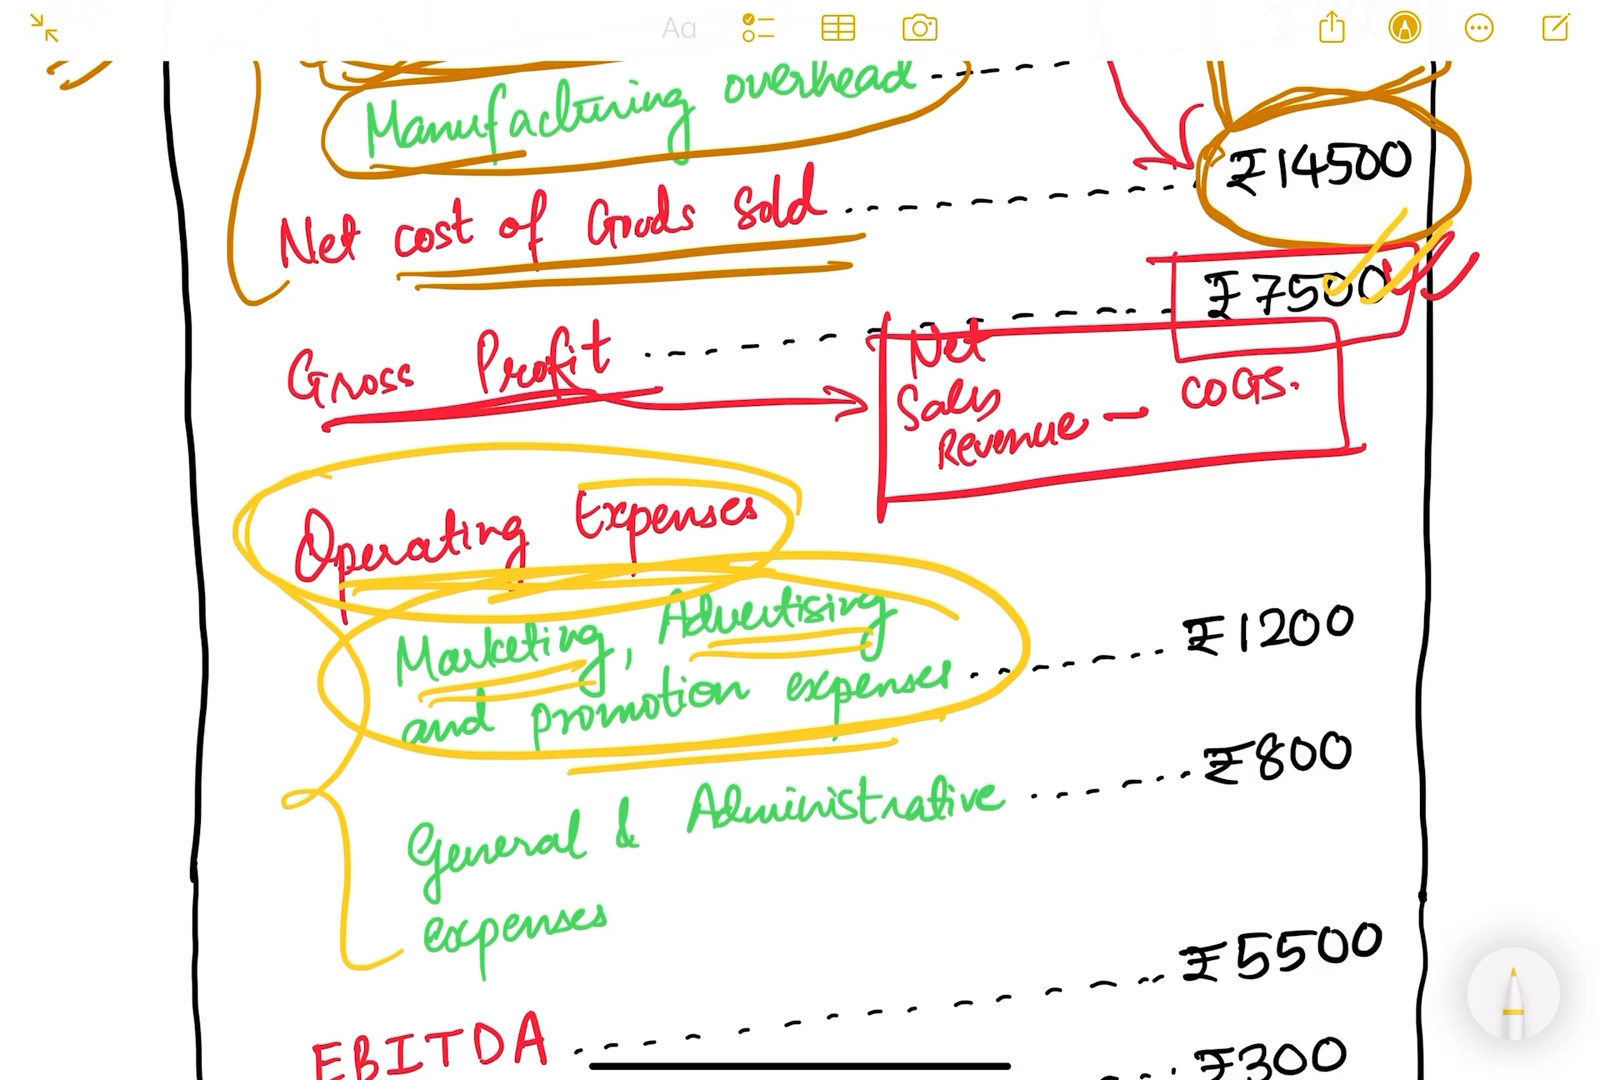 Aa
Manufacturing overhead
Net cost of Goods Sold ₹14500
Gross Profit ₹7500
Net
Sales
Revenue — COGS.
Operating Expenses
Marketing, Advertising
and promotion expenses ₹1200
General & Administrative ₹800
expenses
EBITDA ₹5500
₹300